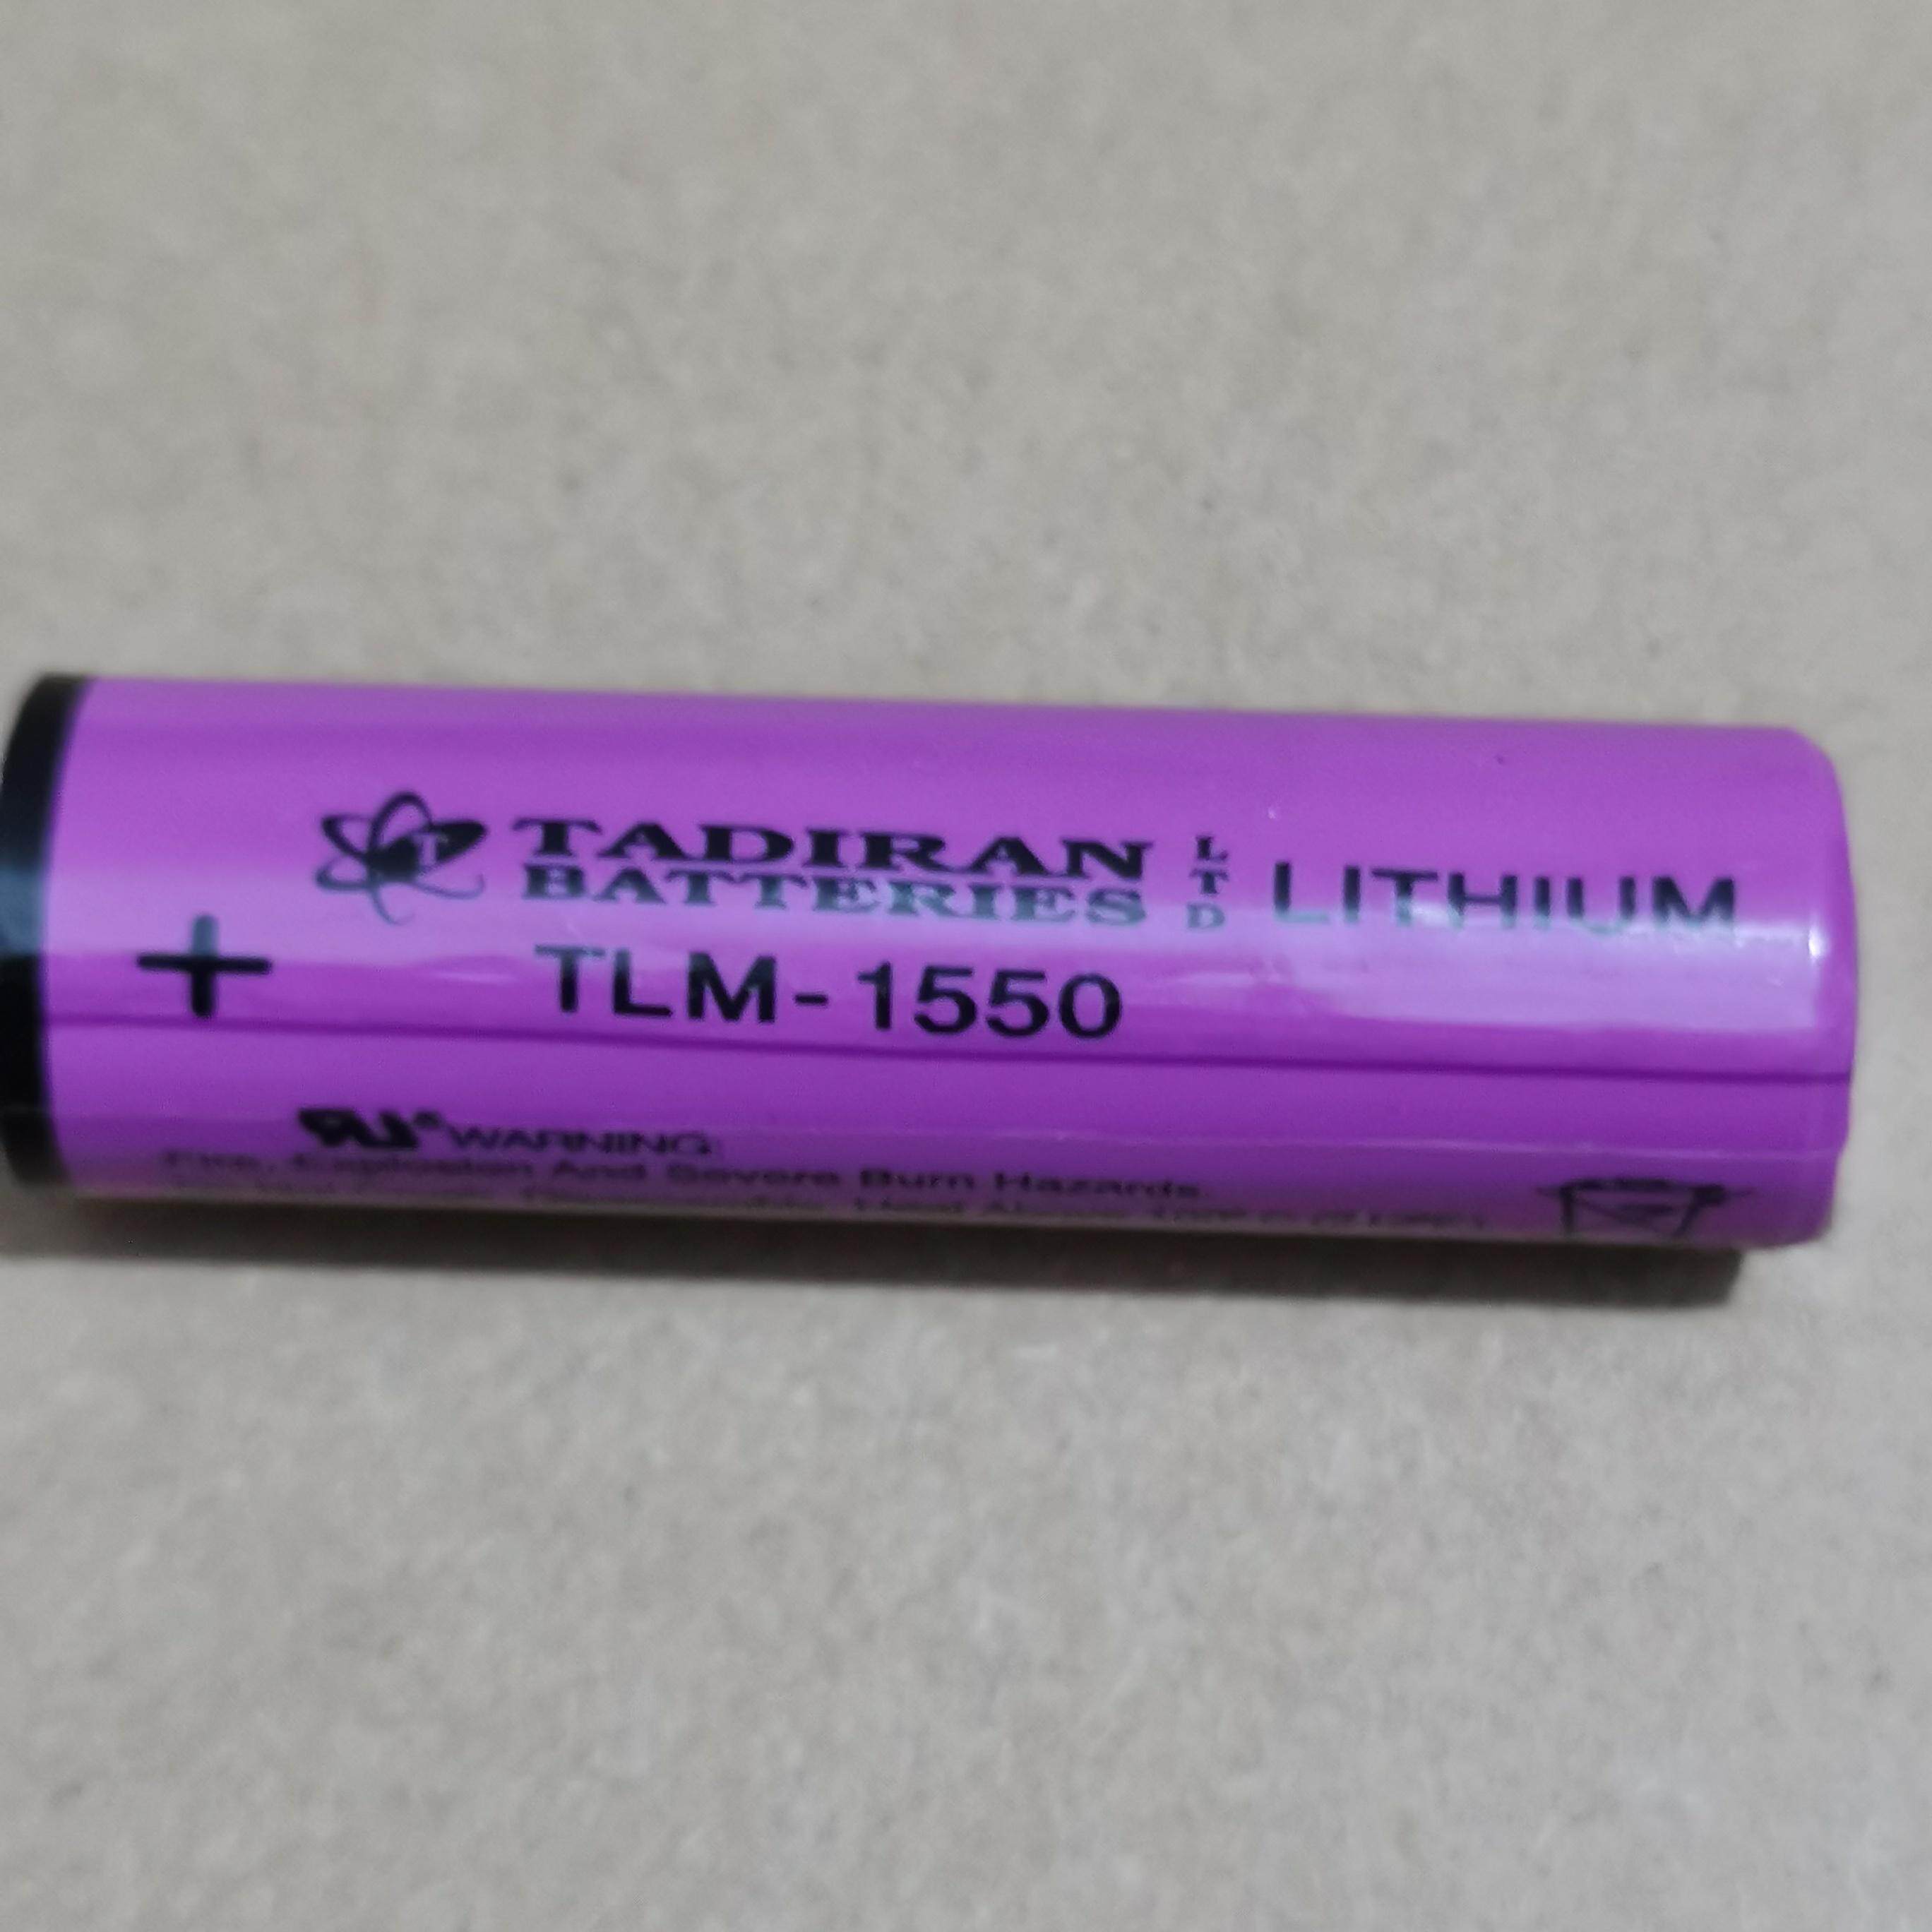 TADIRAN LTD LITHIUM
BATTERIES
+ TLM-1550
WARNING:
Fire, Explosion And Severe Burn Hazards.